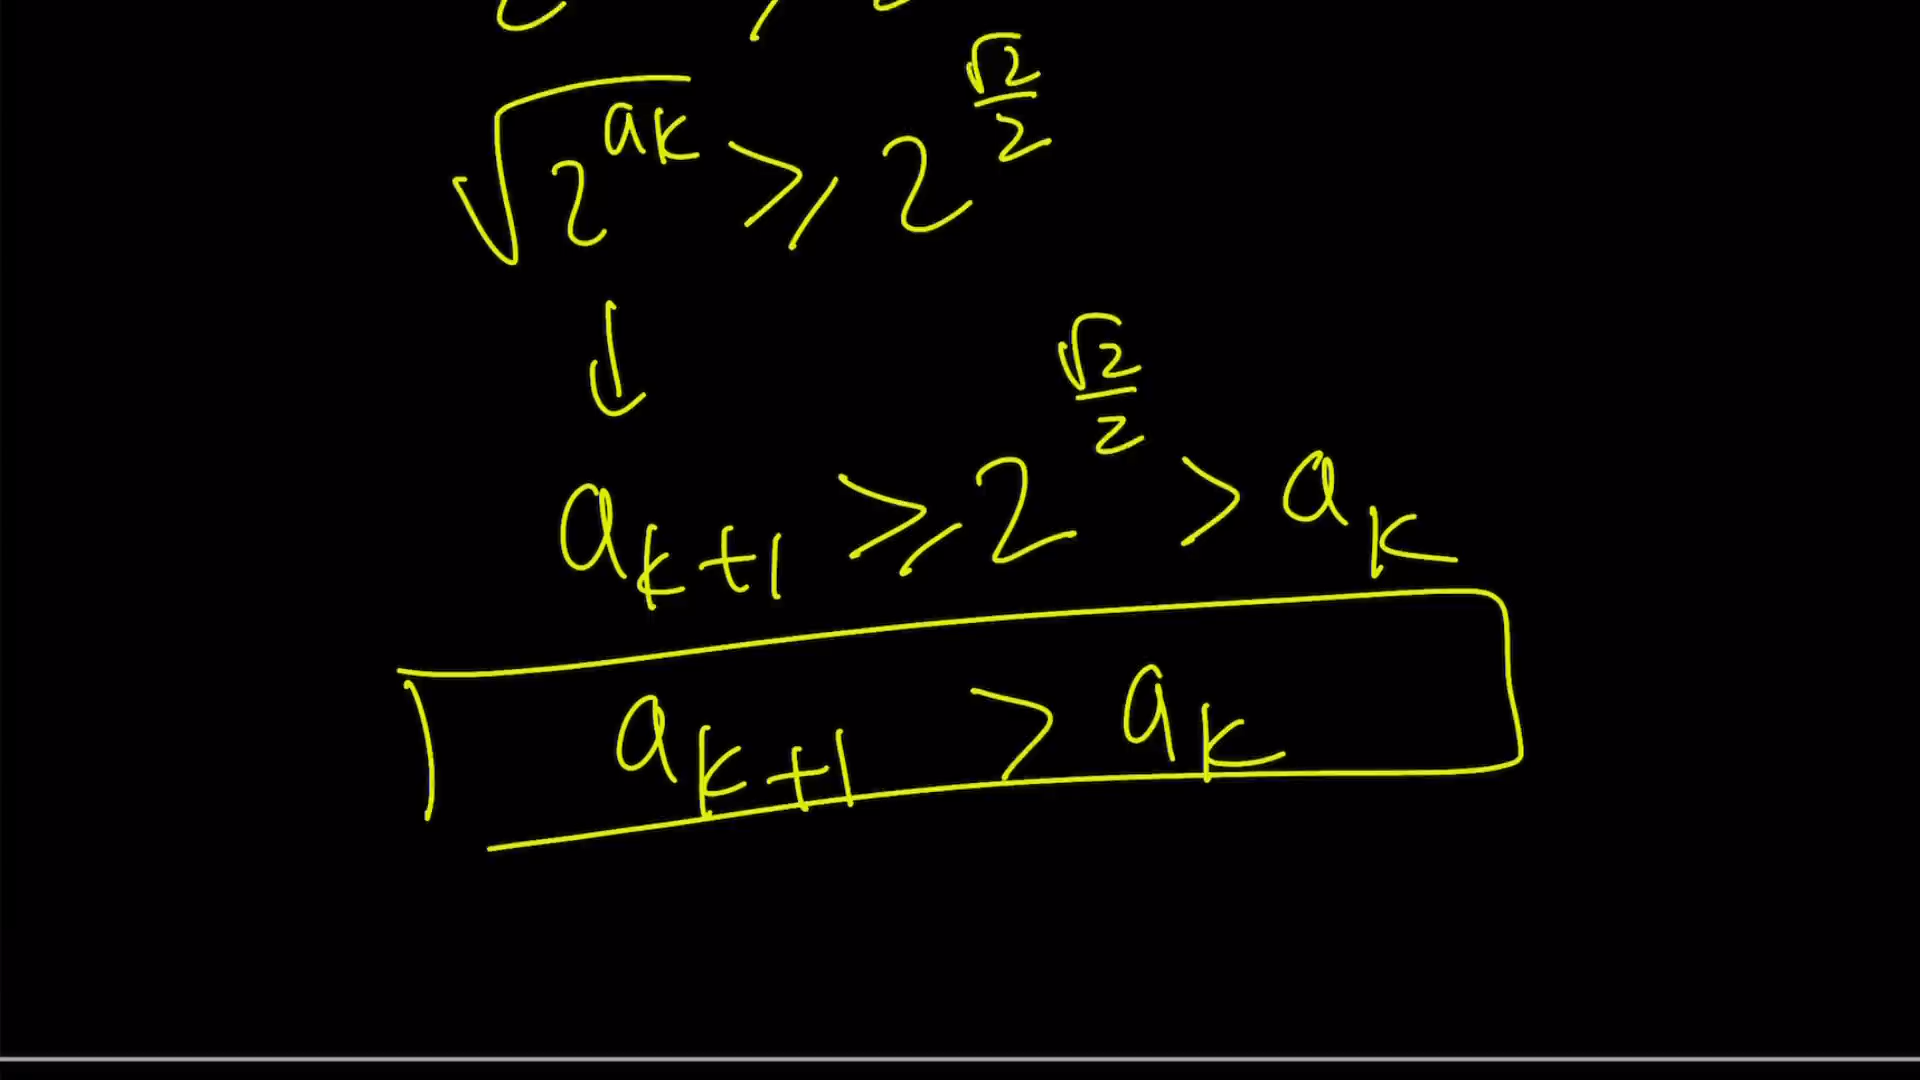 √2^{a_k} ⩾ 2^{√2/2}
↓
a_{k+1} ⩾ 2^{√2/2} > a_k
a_{k+1} > a_k